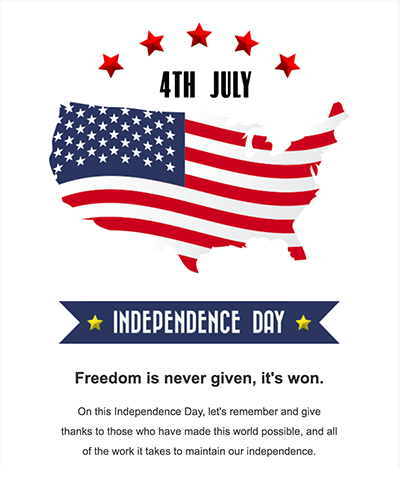 4TH JULY
INDEPENDENCE DAY
Freedom is never given, it's won.
On this Independence Day, let's remember and give
thanks to those who have made this world possible, and all
of the work it takes to maintain our independence.